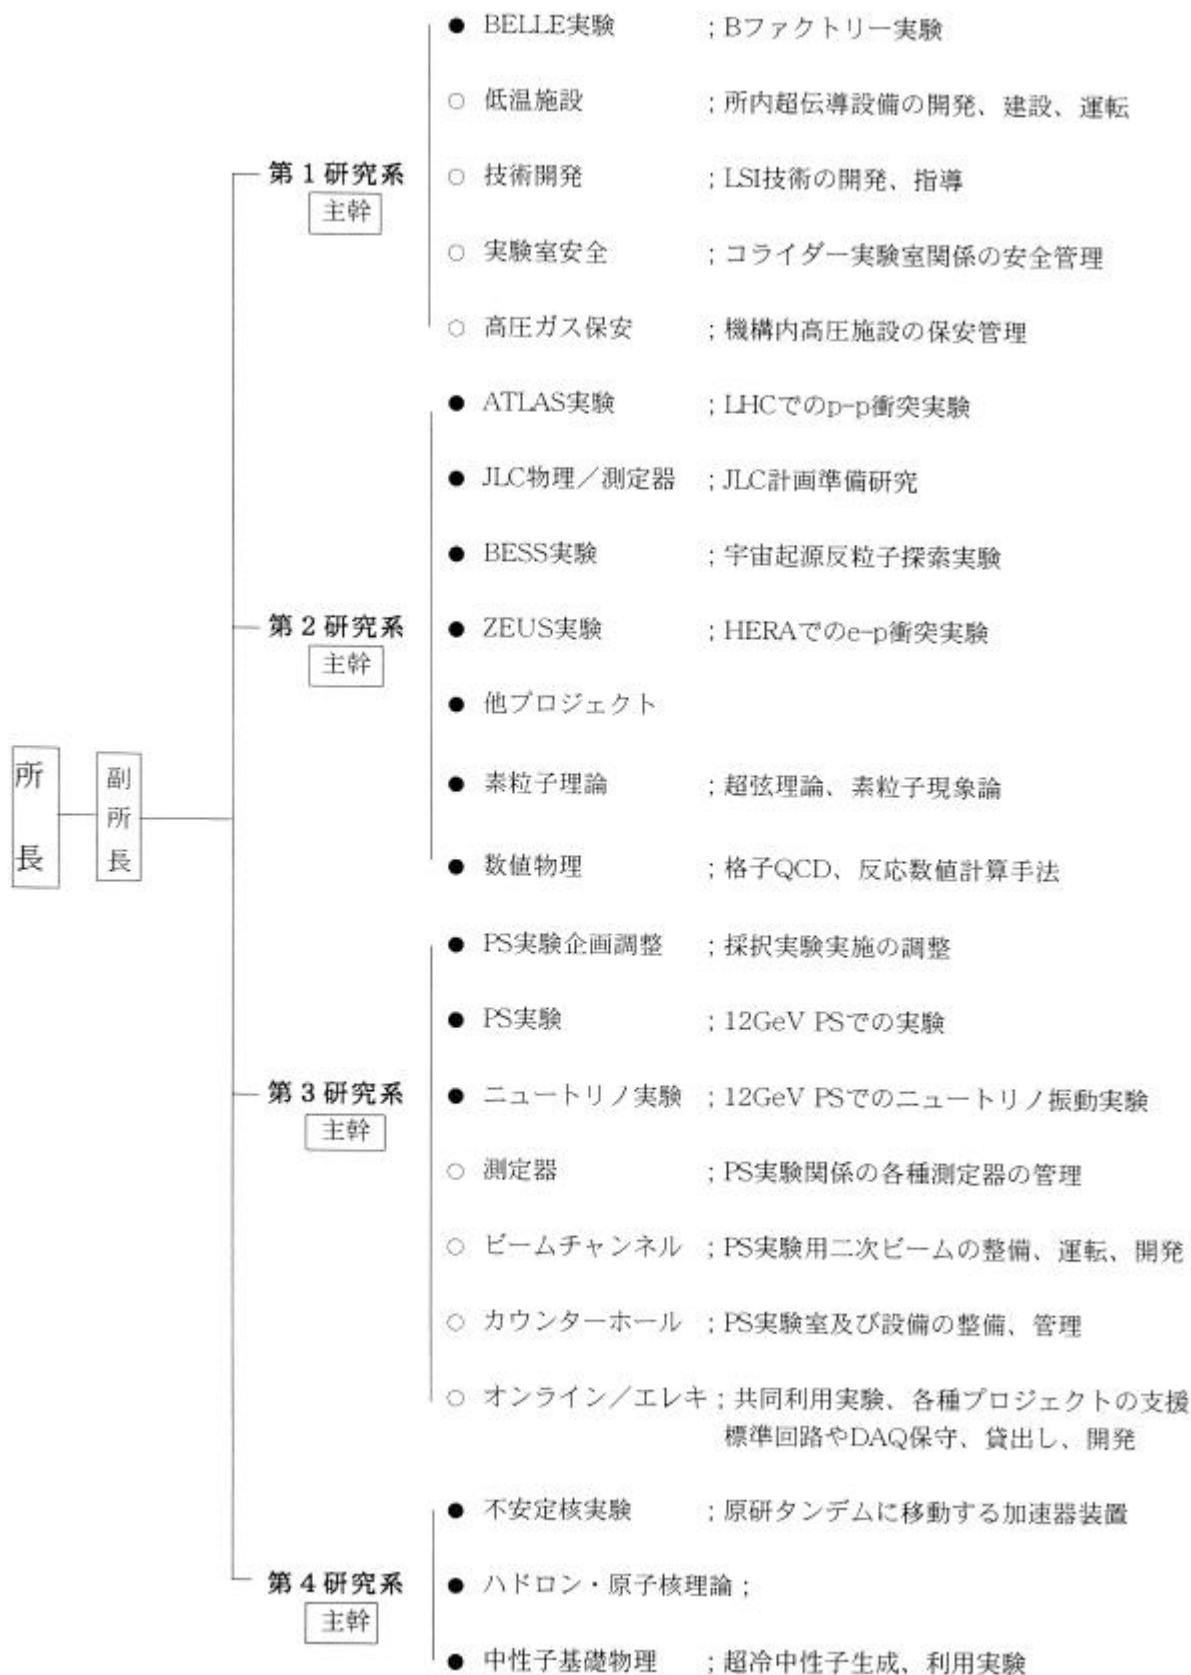 ● BELLE実験 ；Bファクトリー実験
○ 低温施設 ；所内超伝導設備の開発、建設、運転
第1研究系 ○ 技術開発 ；LSI技術の開発、指導
主幹
○ 実験室安全 ；コライダー実験室関係の安全管理
○ 高圧ガス保安 ；機構内高圧施設の保安管理
● ATLAS実験 ；LHCでのp-p衝突実験
● JLC物理／測定器 ；JLC計画準備研究
● BESS実験 ；宇宙起源反粒子探索実験
第2研究系 ● ZEUS実験 ；HERAでのe-p衝突実験
主幹
● 他プロジェクト
所長
副所長
● 素粒子理論 ；超弦理論、素粒子現象論
● 数値物理 ；格子QCD、反応数値計算手法
● PS実験企画調整 ；採択実験実施の調整
● PS実験 ；12GeV PSでの実験
第3研究系 ● ニュートリノ実験 ；12GeV PSでのニュートリノ振動実験
主幹
○ 測定器 ；PS実験関係の各種測定器の管理
○ ビームチャンネル ；PS実験用二次ビームの整備、運転、開発
○ カウンターホール ；PS実験室及び設備の整備、管理
○ オンライン／エレキ；共同利用実験、各種プロジェクトの支援
標準回路やDAQ保守、貸出し、開発
● 不安定核実験 ；原研タンデムに移動する加速器装置
第4研究系 ● ハドロン・原子核理論；
主幹
● 中性子基礎物理 ；超冷中性子生成、利用実験